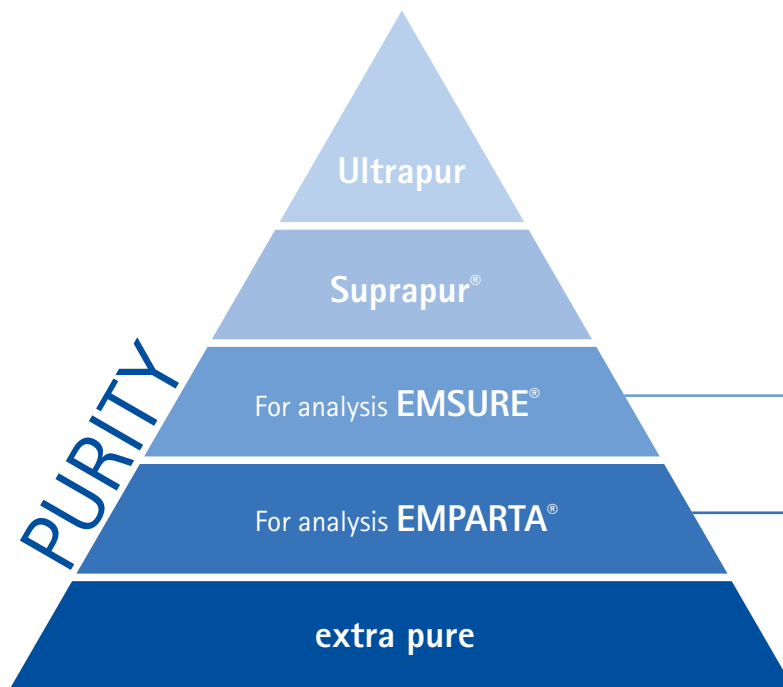 Ultrapur
Suprapur®
PURITY
For analysis EMSURE®
For analysis EMPARTA®
extra pure